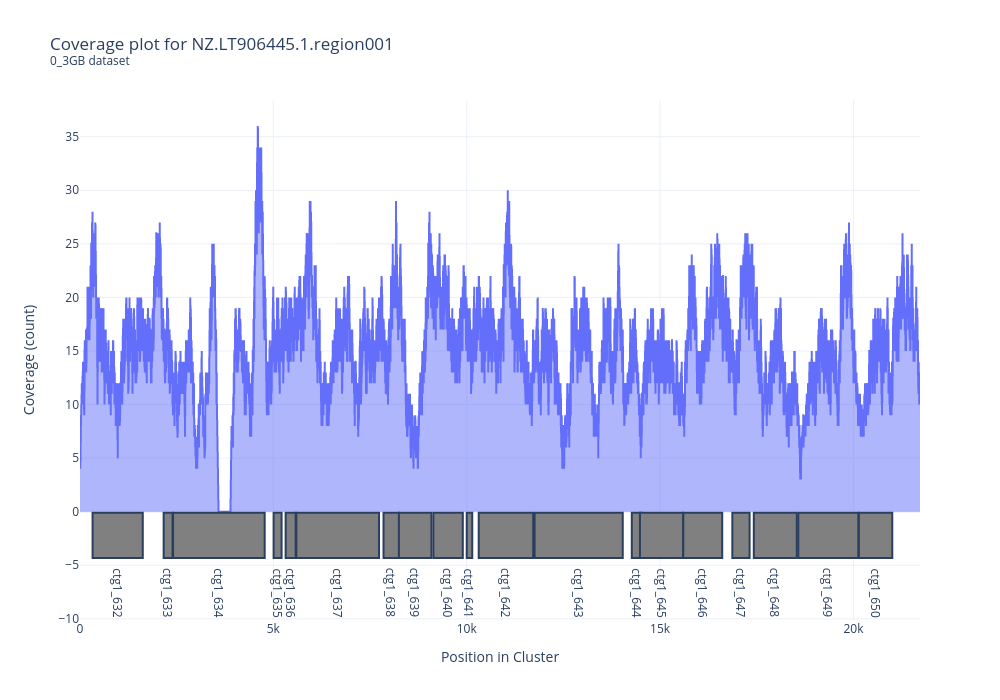 Coverage plot for NZ.LT906445.1.region001
0_3GB dataset
35
30
25
20
15
10
5
0
−5
−10
Coverage (count)
ctg1_632
ctg1_633
ctg1_634
ctg1_635
ctg1_636
ctg1_637
ctg1_638
ctg1_639
ctg1_640
ctg1_641
ctg1_642
ctg1_643
ctg1_644
ctg1_645
ctg1_646
ctg1_647
ctg1_648
ctg1_649
ctg1_650
0 5k 10k 15k 20k
Position in Cluster